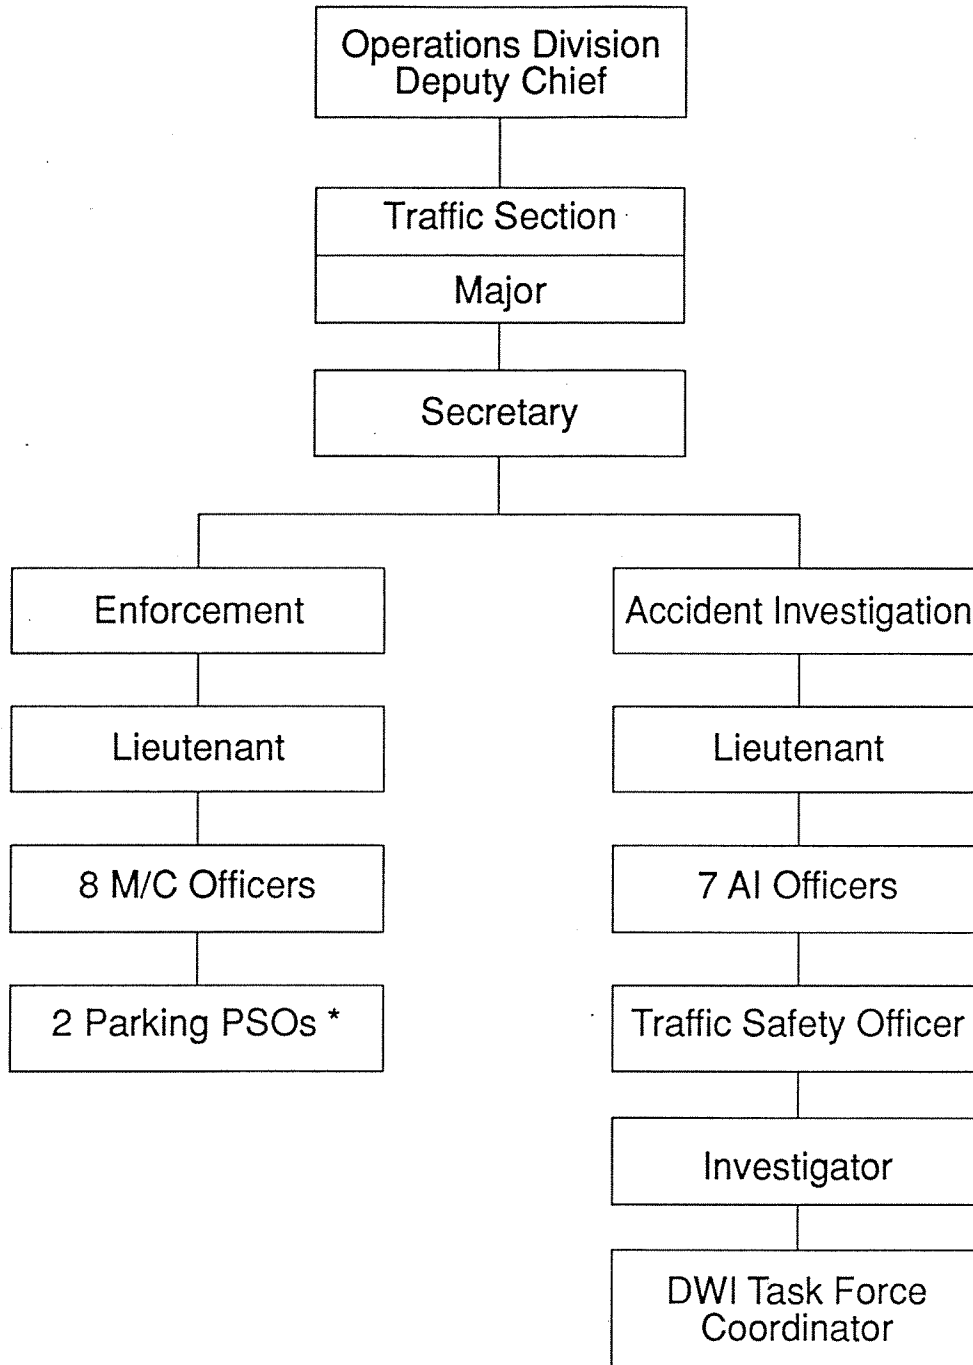 Operations Division
Deputy Chief
Traffic Section
Major
Secretary
Enforcement
Lieutenant
8 M/C Officers
2 Parking PSOs *
Accident Investigation
Lieutenant
7 AI Officers
Traffic Safety Officer
Investigator
DWI Task Force
Coordinator